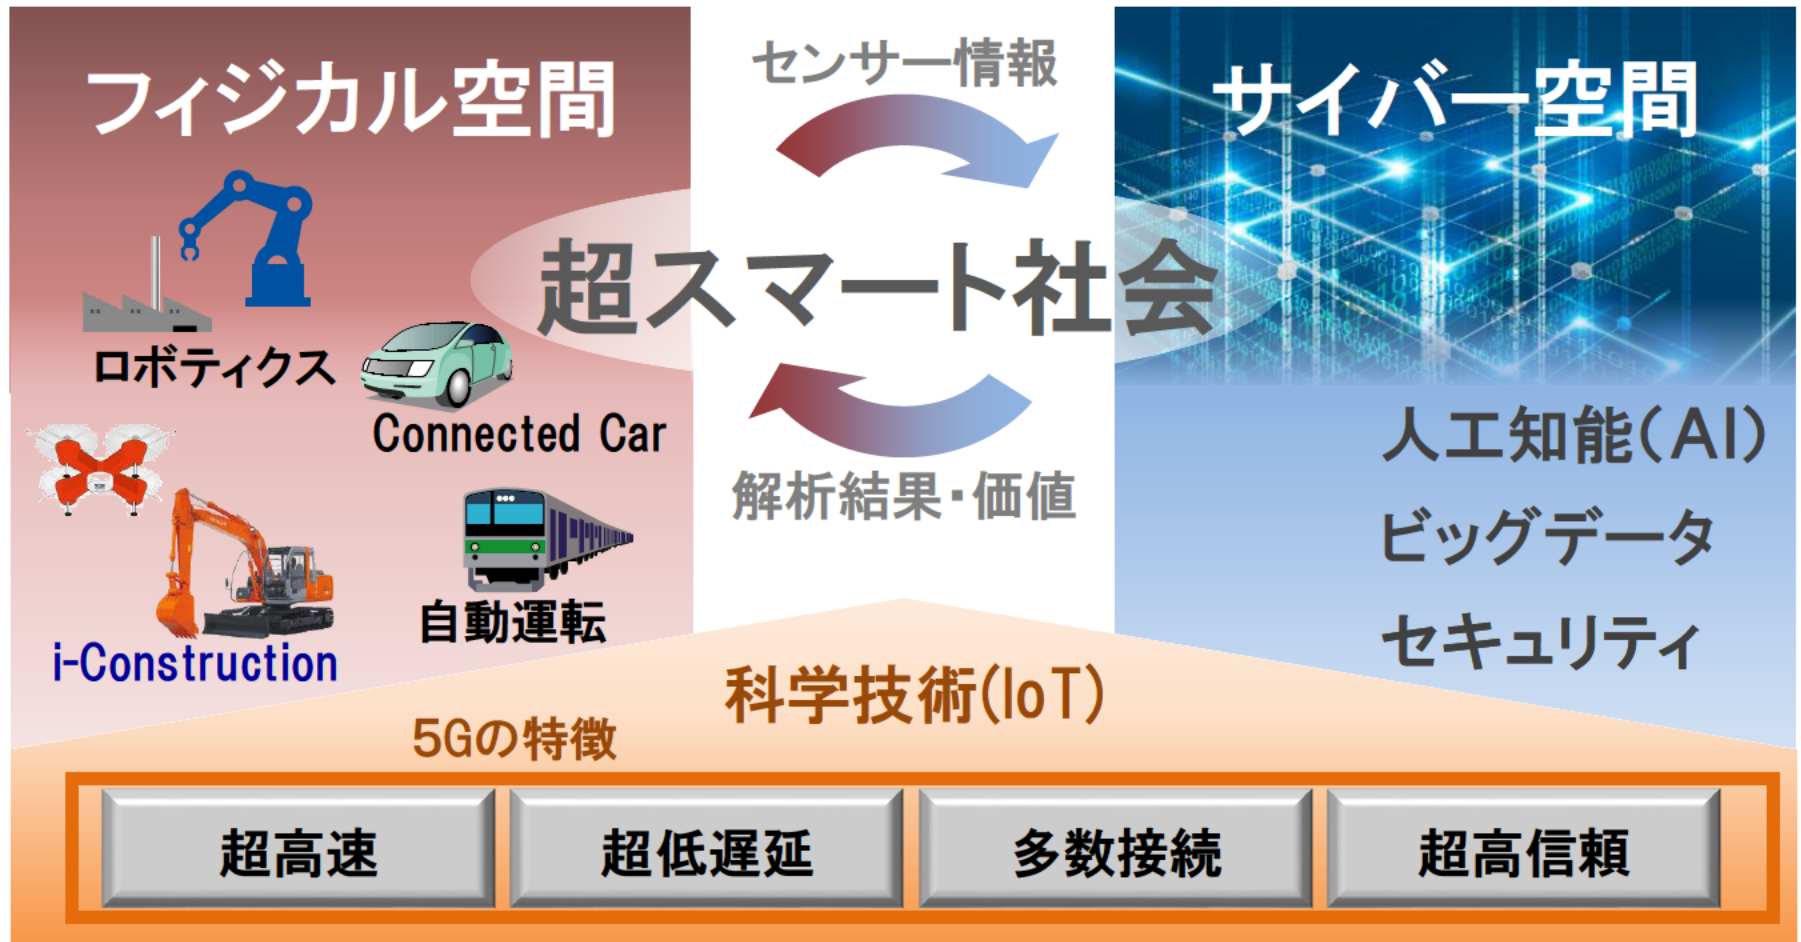 フィジカル空間
センサー情報
サイバー空間
超スマート社会
ロボティクス
Connected Car
解析結果・価値
人工知能(AI)
ビッグデータ
セキュリティ
自動運転
i-Construction
科学技術(IoT)
5Gの特徴
超高速
超低遅延
多数接続
超高信頼